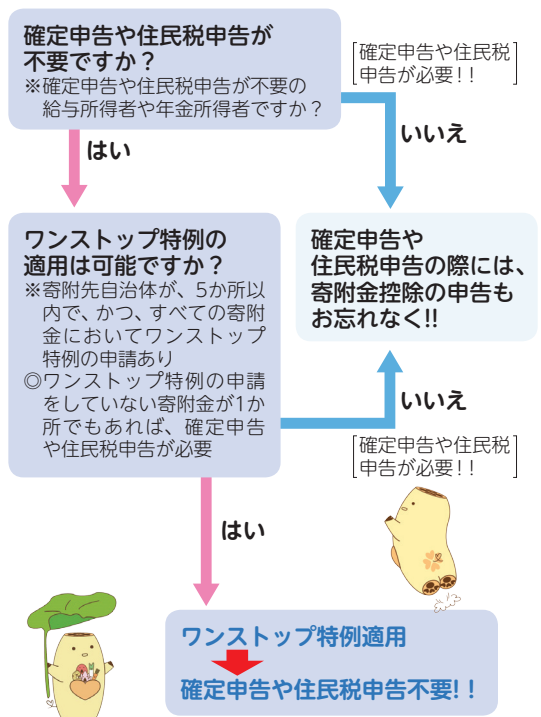 確定申告や住民税申告が
不要ですか？
※確定申告や住民税申告が不要の
給与所得者や年金所得者ですか？
確定申告や住民税
申告が必要！！
いいえ
はい
ワンストップ特例の
適用は可能ですか？
※寄附先自治体が、5か所以
内で、かつ、すべての寄附
金においてワンストップ
特例の申請あり
◎ワンストップ特例の申請
をしていない寄附金が1か
所でもあれば、確定申告
や住民税申告が必要
確定申告や
住民税申告の際には、
寄附金控除の申告も
お忘れなく!!
いいえ
確定申告や住民税
申告が必要！！
はい
ワンストップ特例適用
確定申告や住民税申告不要！！